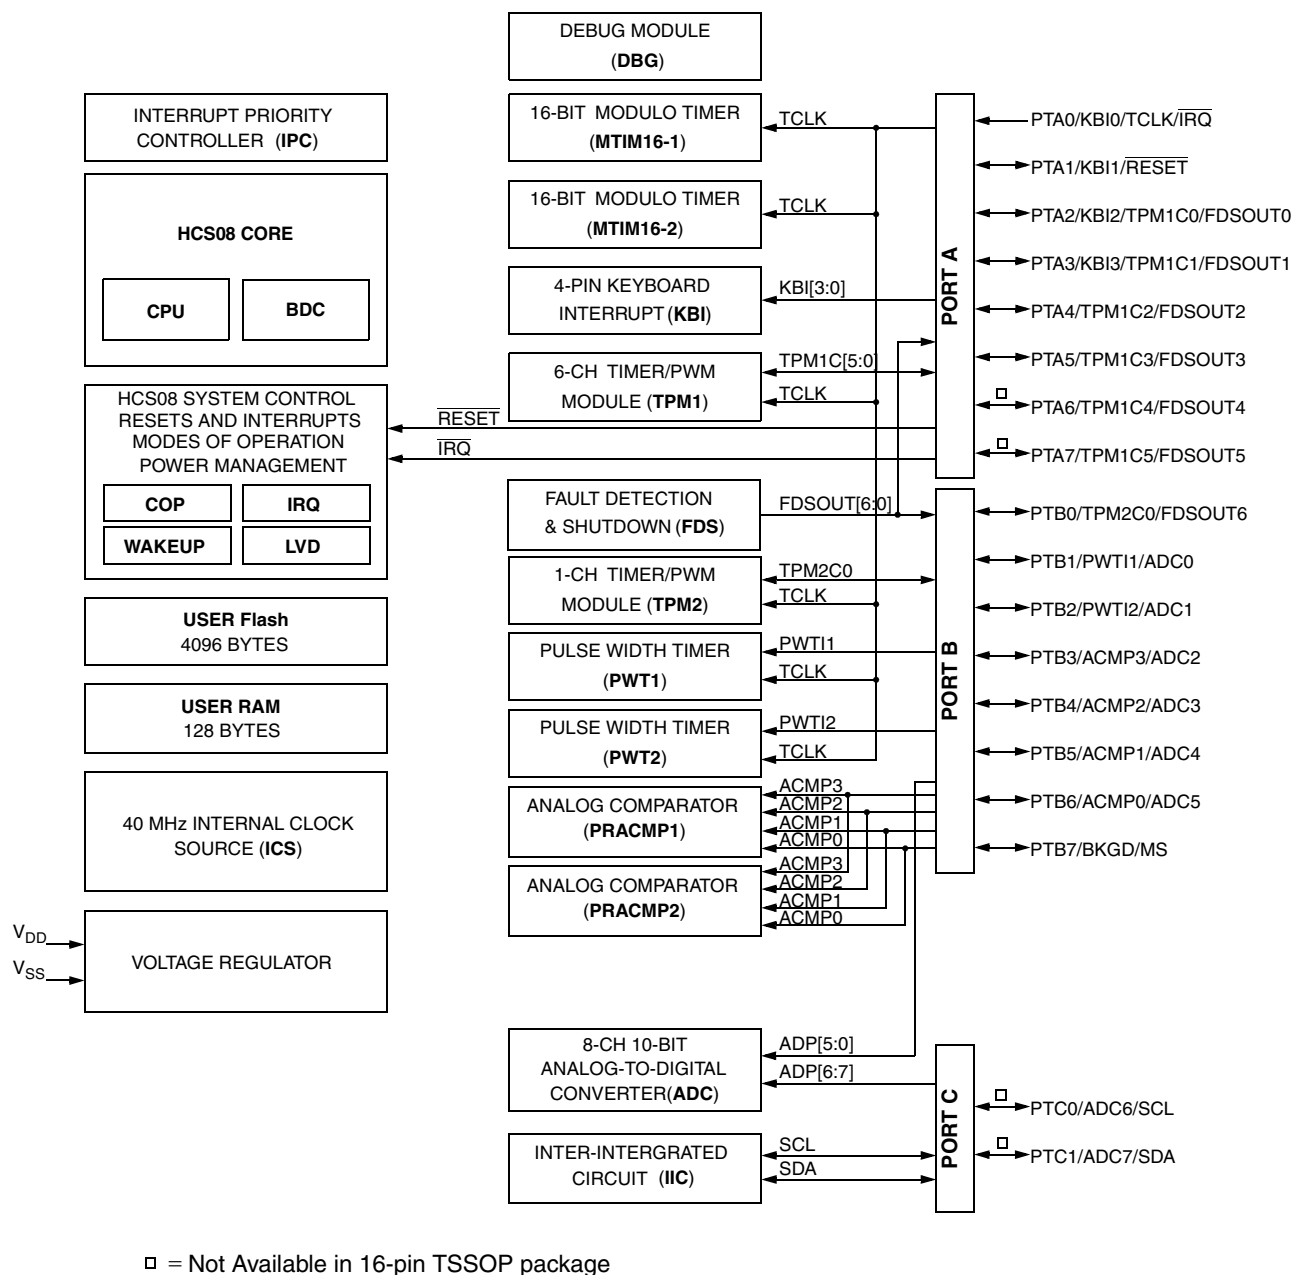 DEBUG MODULE
(DBG)
INTERRUPT PRIORITY
CONTROLLER (IPC)
HCS08 CORE
CPU
BDC
HCS08 SYSTEM CONTROL
RESETS AND INTERRUPTS
MODES OF OPERATION
POWER MANAGEMENT
COP
IRQ
WAKEUP
LVD
USER Flash
4096 BYTES
USER RAM
128 BYTES
40 MHz INTERNAL CLOCK
SOURCE (ICS)
VDD
VSS
VOLTAGE REGULATOR
16-BIT MODULO TIMER
(MTIM16-1)
TCLK
16-BIT MODULO TIMER
(MTIM16-2)
TCLK
4-PIN KEYBOARD
INTERRUPT (KBI)
KBI[3:0]
6-CH TIMER/PWM
MODULE (TPM1)
TPM1C[5:0]
TCLK
RESET
IRQ
FAULT DETECTION
& SHUTDOWN (FDS)
FDSOUT[6:0]
1-CH TIMER/PWM
MODULE (TPM2)
TPM2C0
TCLK
PULSE WIDTH TIMER
(PWT1)
PWTI1
TCLK
PULSE WIDTH TIMER
(PWT2)
PWTI2
TCLK
ANALOG COMPARATOR
(PRACMP1)
ACMP3
ACMP2
ACMP1
ACMP0
ANALOG COMPARATOR
(PRACMP2)
ACMP3
ACMP2
ACMP1
ACMP0
8-CH 10-BIT
ANALOG-TO-DIGITAL
CONVERTER(ADC)
ADP[5:0]
ADP[6:7]
INTER-INTERGRATED
CIRCUIT (IIC)
SCL
SDA
PORT A
PTA0/KBI0/TCLK/IRQ
PTA1/KBI1/RESET
PTA2/KBI2/TPM1C0/FDSOUT0
PTA3/KBI3/TPM1C1/FDSOUT1
PTA4/TPM1C2/FDSOUT2
PTA5/TPM1C3/FDSOUT3
PTA6/TPM1C4/FDSOUT4
PTA7/TPM1C5/FDSOUT5
PORT B
PTB0/TPM2C0/FDSOUT6
PTB1/PWTI1/ADC0
PTB2/PWTI2/ADC1
PTB3/ACMP3/ADC2
PTB4/ACMP2/ADC3
PTB5/ACMP1/ADC4
PTB6/ACMP0/ADC5
PTB7/BKGD/MS
PORT C
PTC0/ADC6/SCL
PTC1/ADC7/SDA
= Not Available in 16-pin TSSOP package